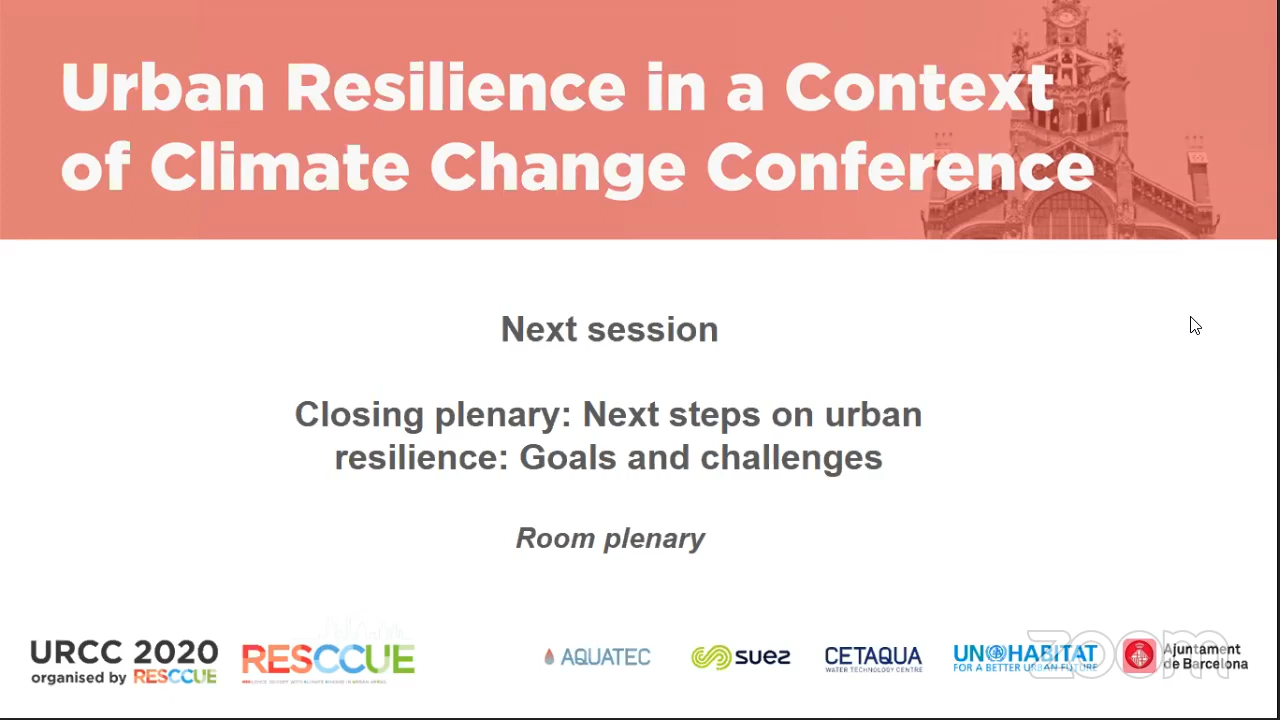 Urban Resilience in a Context
of Climate Change Conference
Next session
Closing plenary: Next steps on urban
resilience: Goals and challenges
Room plenary
URCC 2020
organised by RESCCUE
RESCCUE
AQUATEC
suez
CETAQUA
WATER TECHNOLOGY CENTRE
UN HABITAT
FOR A BETTER URBAN FUTURE
zoom
Ajuntament
de Barcelona